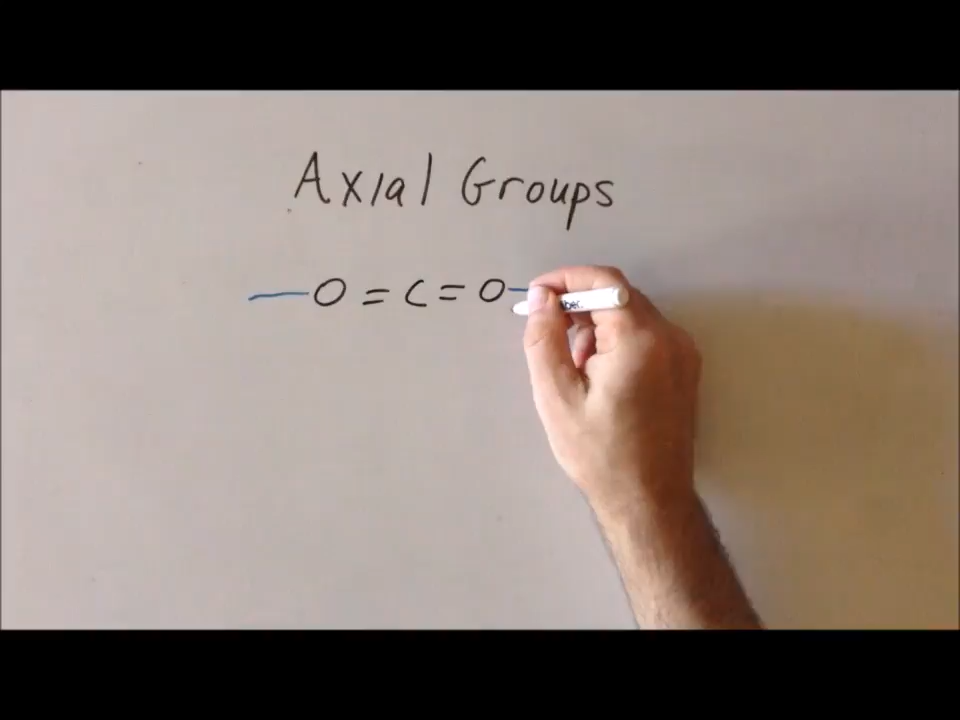 Axial Groups
O = C = O